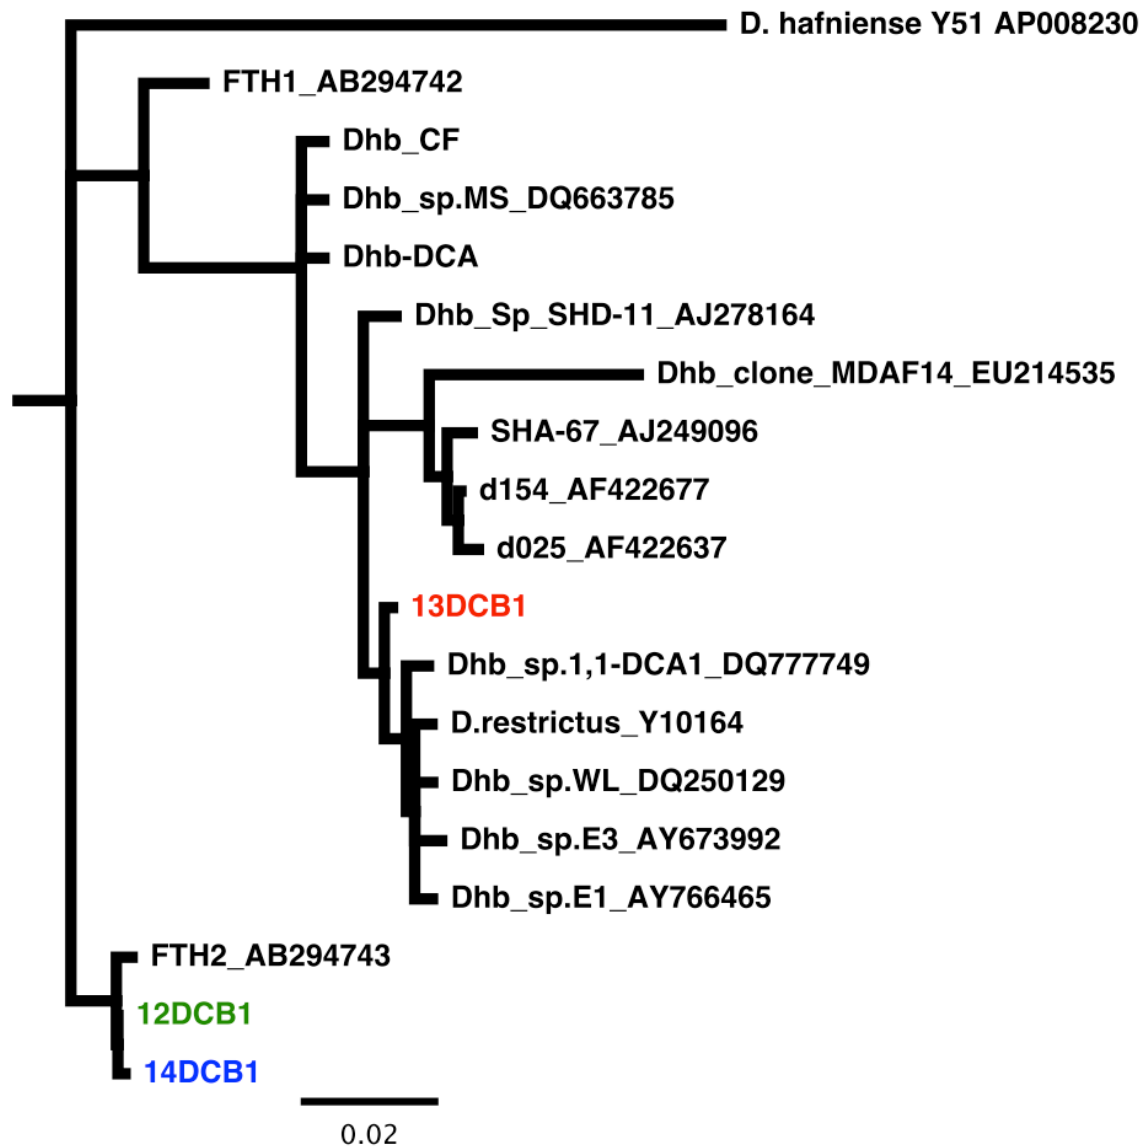 D. hafniense Y51 AP008230
FTH1_AB294742
Dhb_CF
Dhb_sp.MS_DQ663785
Dhb-DCA
Dhb_Sp_SHD-11_AJ278164
Dhb_clone_MDAF14_EU214535
SHA-67_AJ249096
d154_AF422677
d025_AF422637
13DCB1
Dhb_sp.1,1-DCA1_DQ777749
D.restrictus_Y10164
Dhb_sp.WL_DQ250129
Dhb_sp.E3_AY673992
Dhb_sp.E1_AY766465
FTH2_AB294743
12DCB1
14DCB1
0.02